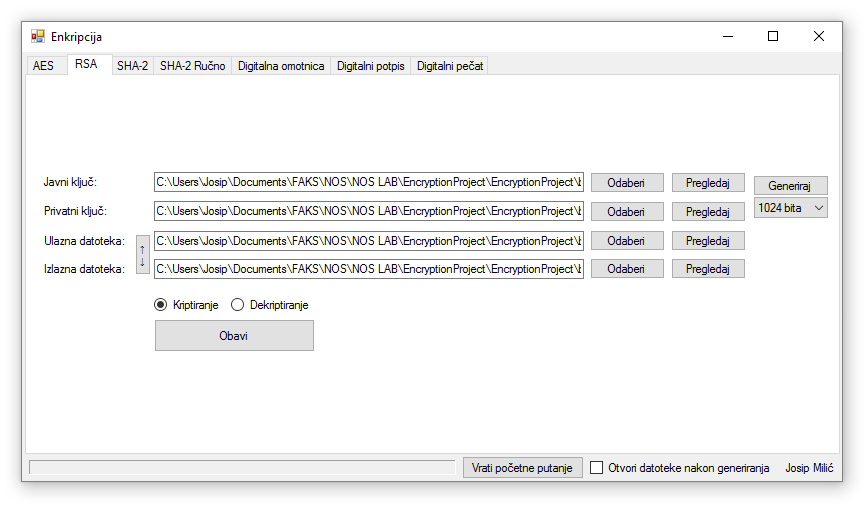 Enkripcija
AES RSA SHA-2 SHA-2 Ručno Digitalna omotnica Digitalni potpis Digitalni pečat
Javni ključ: C:\Users\Josip\Documents\FAKS\NOS\NOS LAB\EncryptionProject\EncryptionProject\b Odaberi Pregledaj Generiraj
Privatni ključ: C:\Users\Josip\Documents\FAKS\NOS\NOS LAB\EncryptionProject\EncryptionProject\b Odaberi Pregledaj 1024 bita
Ulazna datoteka: ↑ C:\Users\Josip\Documents\FAKS\NOS\NOS LAB\EncryptionProject\EncryptionProject\b Odaberi Pregledaj
Izlazna datoteka: ↓ C:\Users\Josip\Documents\FAKS\NOS\NOS LAB\EncryptionProject\EncryptionProject\b Odaberi Pregledaj
Kriptiranje Dekriptiranje
Obavi
Vrati početne putanje Otvori datoteke nakon generiranja Josip Milić